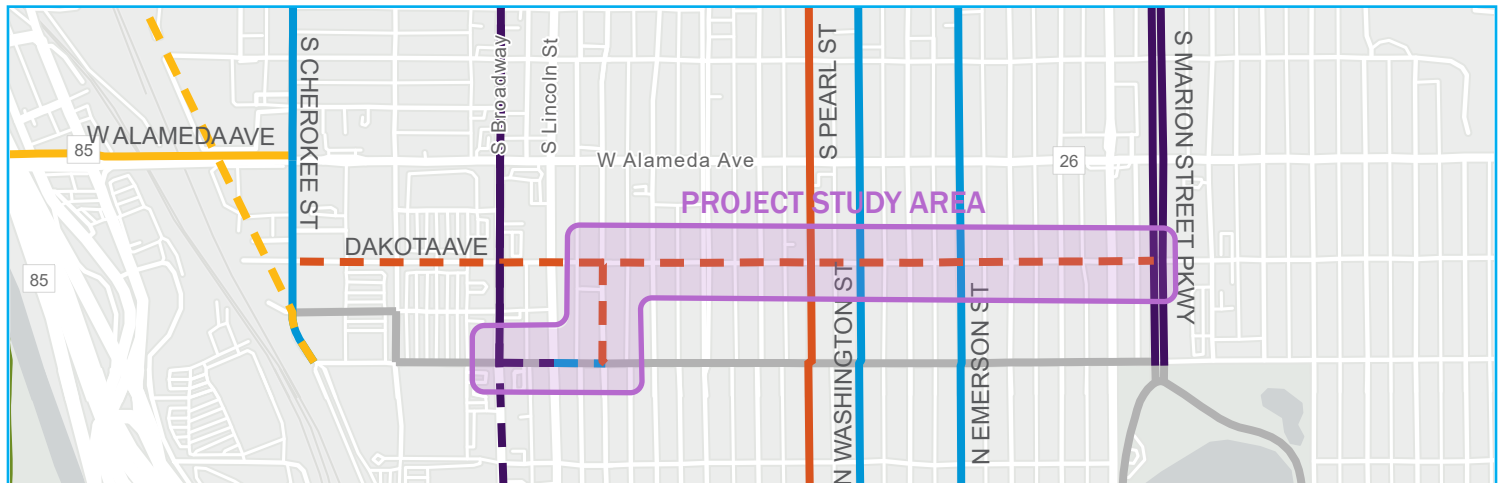 S CHEROKEE ST
S Broadway
S Lincoln St
S PEARL ST
S MARION STREET PKWY
W ALAMEDA AVE
85
W Alameda Ave
26
PROJECT STUDY AREA
DAKOTA AVE
85
N WASHINGTON ST
N EMERSON ST